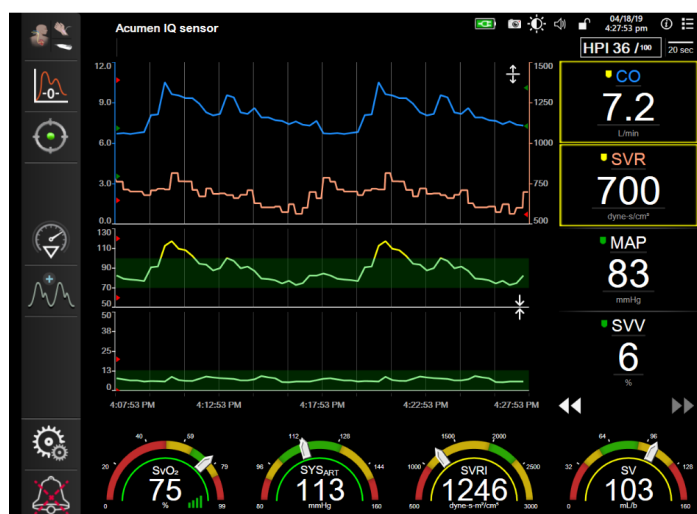 Acumen IQ sensor
04/18/19
4:27:53 pm
HPI 36 /100
20 sec
-0-
12.0
9.0
6.0
3.0
0.0
1500
1250
1000
750
500
CO
7.2
L/min
SVR
700
dyne-s/cm⁵
130
110
90
70
50
MAP
83
mmHg
50
38
25
13
0
SVV
6
%
4:07:53 PM
4:12:53 PM
4:17:53 PM
4:22:53 PM
4:27:53 PM
0
20
40
59
79
99
SvO₂
75
%
80
96
112
128
144
160
SYSART
113
mmHg
500
1000
1500
2000
2500
3000
SVRI
1246
dyne-s-m²/cm⁵
0
32
64
96
128
160
SV
103
mL/b